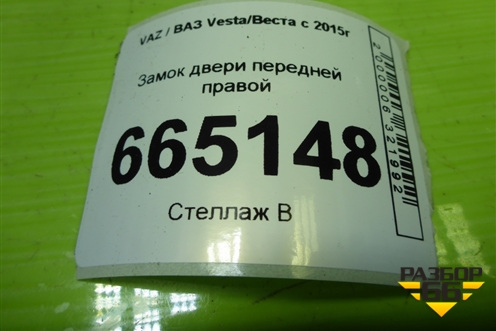 VAZ / ВАЗ Vesta/Веста с 2015г
Замок двери передней
правой
665148
Стеллаж В
2000006321992
РАЗБОР
66